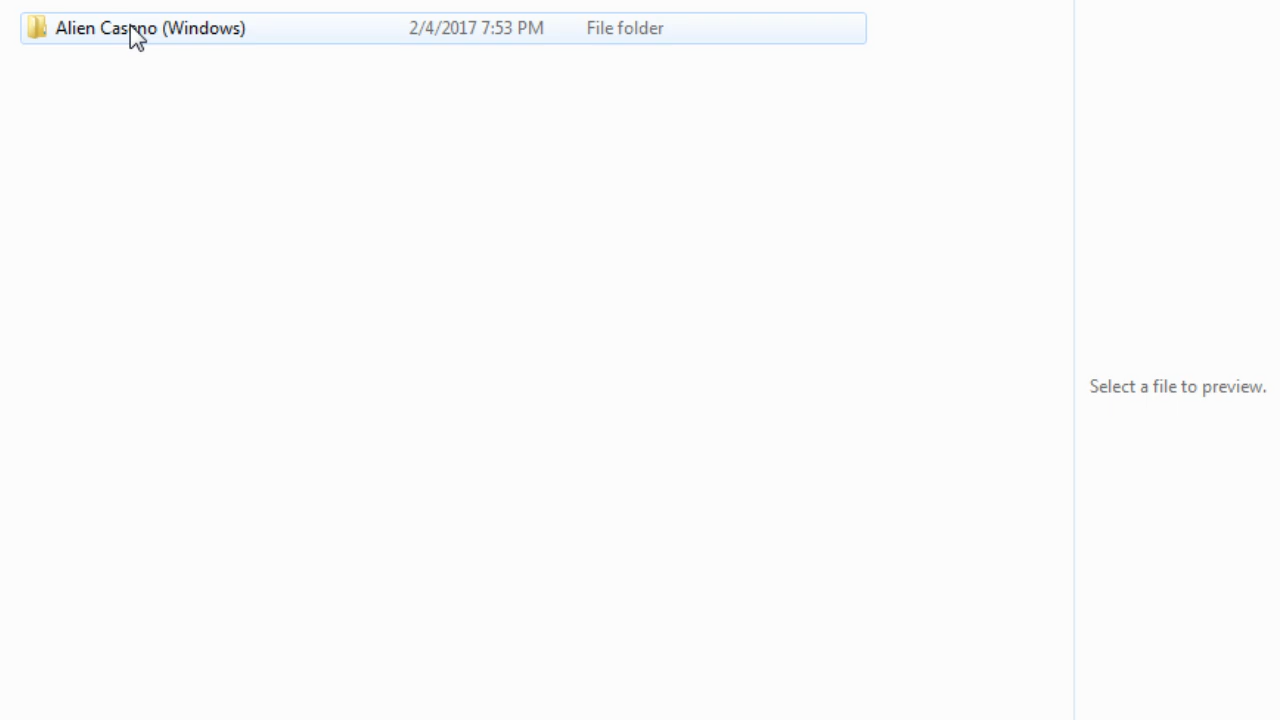 Alien Casino (Windows) 2/4/2017 7:53 PM File folder
Select a file to preview.